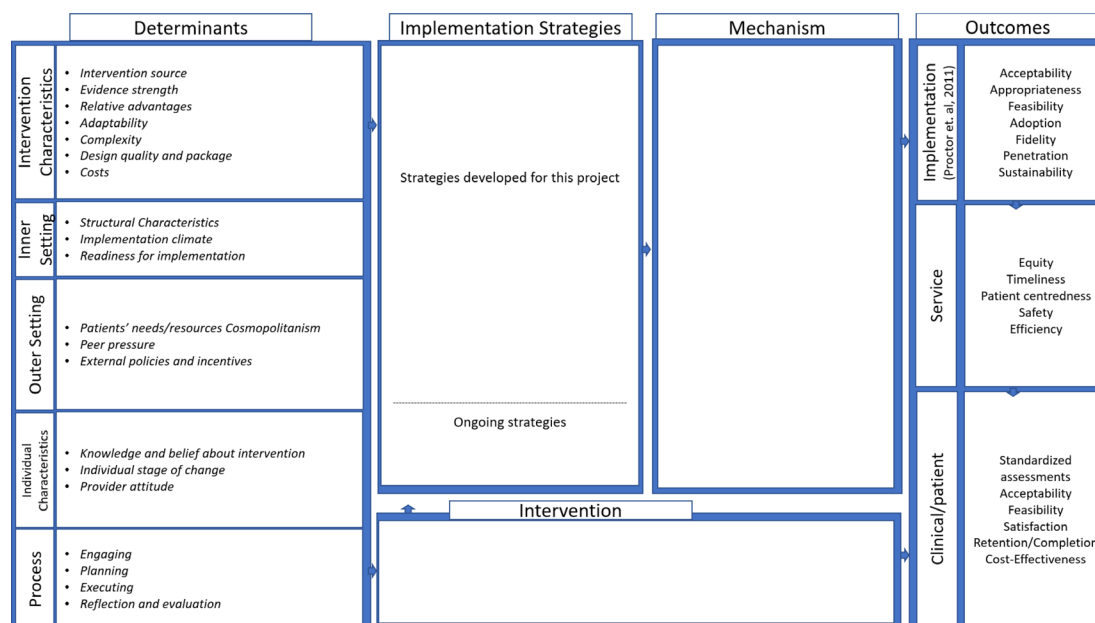 Determinants
Implementation Strategies
Mechanism
Outcomes
Intervention
Characteristics
• Intervention source
• Evidence strength
• Relative advantages
• Adaptability
• Complexity
• Design quality and package
• Costs
Inner
Setting
• Structural Characteristics
• Implementation climate
• Readiness for implementation
Outer Setting
• Patients' needs/resources Cosmopolitanism
• Peer pressure
• External policies and incentives
Individual
Characteristics
• Knowledge and belief about intervention
• Individual stage of change
• Provider attitude
Process
• Engaging
• Planning
• Executing
• Reflection and evaluation
Strategies developed for this project
Ongoing strategies
Intervention
Implementation
(Proctor et. al, 2011)
Acceptability
Appropriateness
Feasibility
Adoption
Fidelity
Penetration
Sustainability
Service
Equity
Timeliness
Patient centredness
Safety
Efficiency
Clinical/patient
Standardized
assessments
Acceptability
Feasibility
Satisfaction
Retention/Completion
Cost-Effectiveness